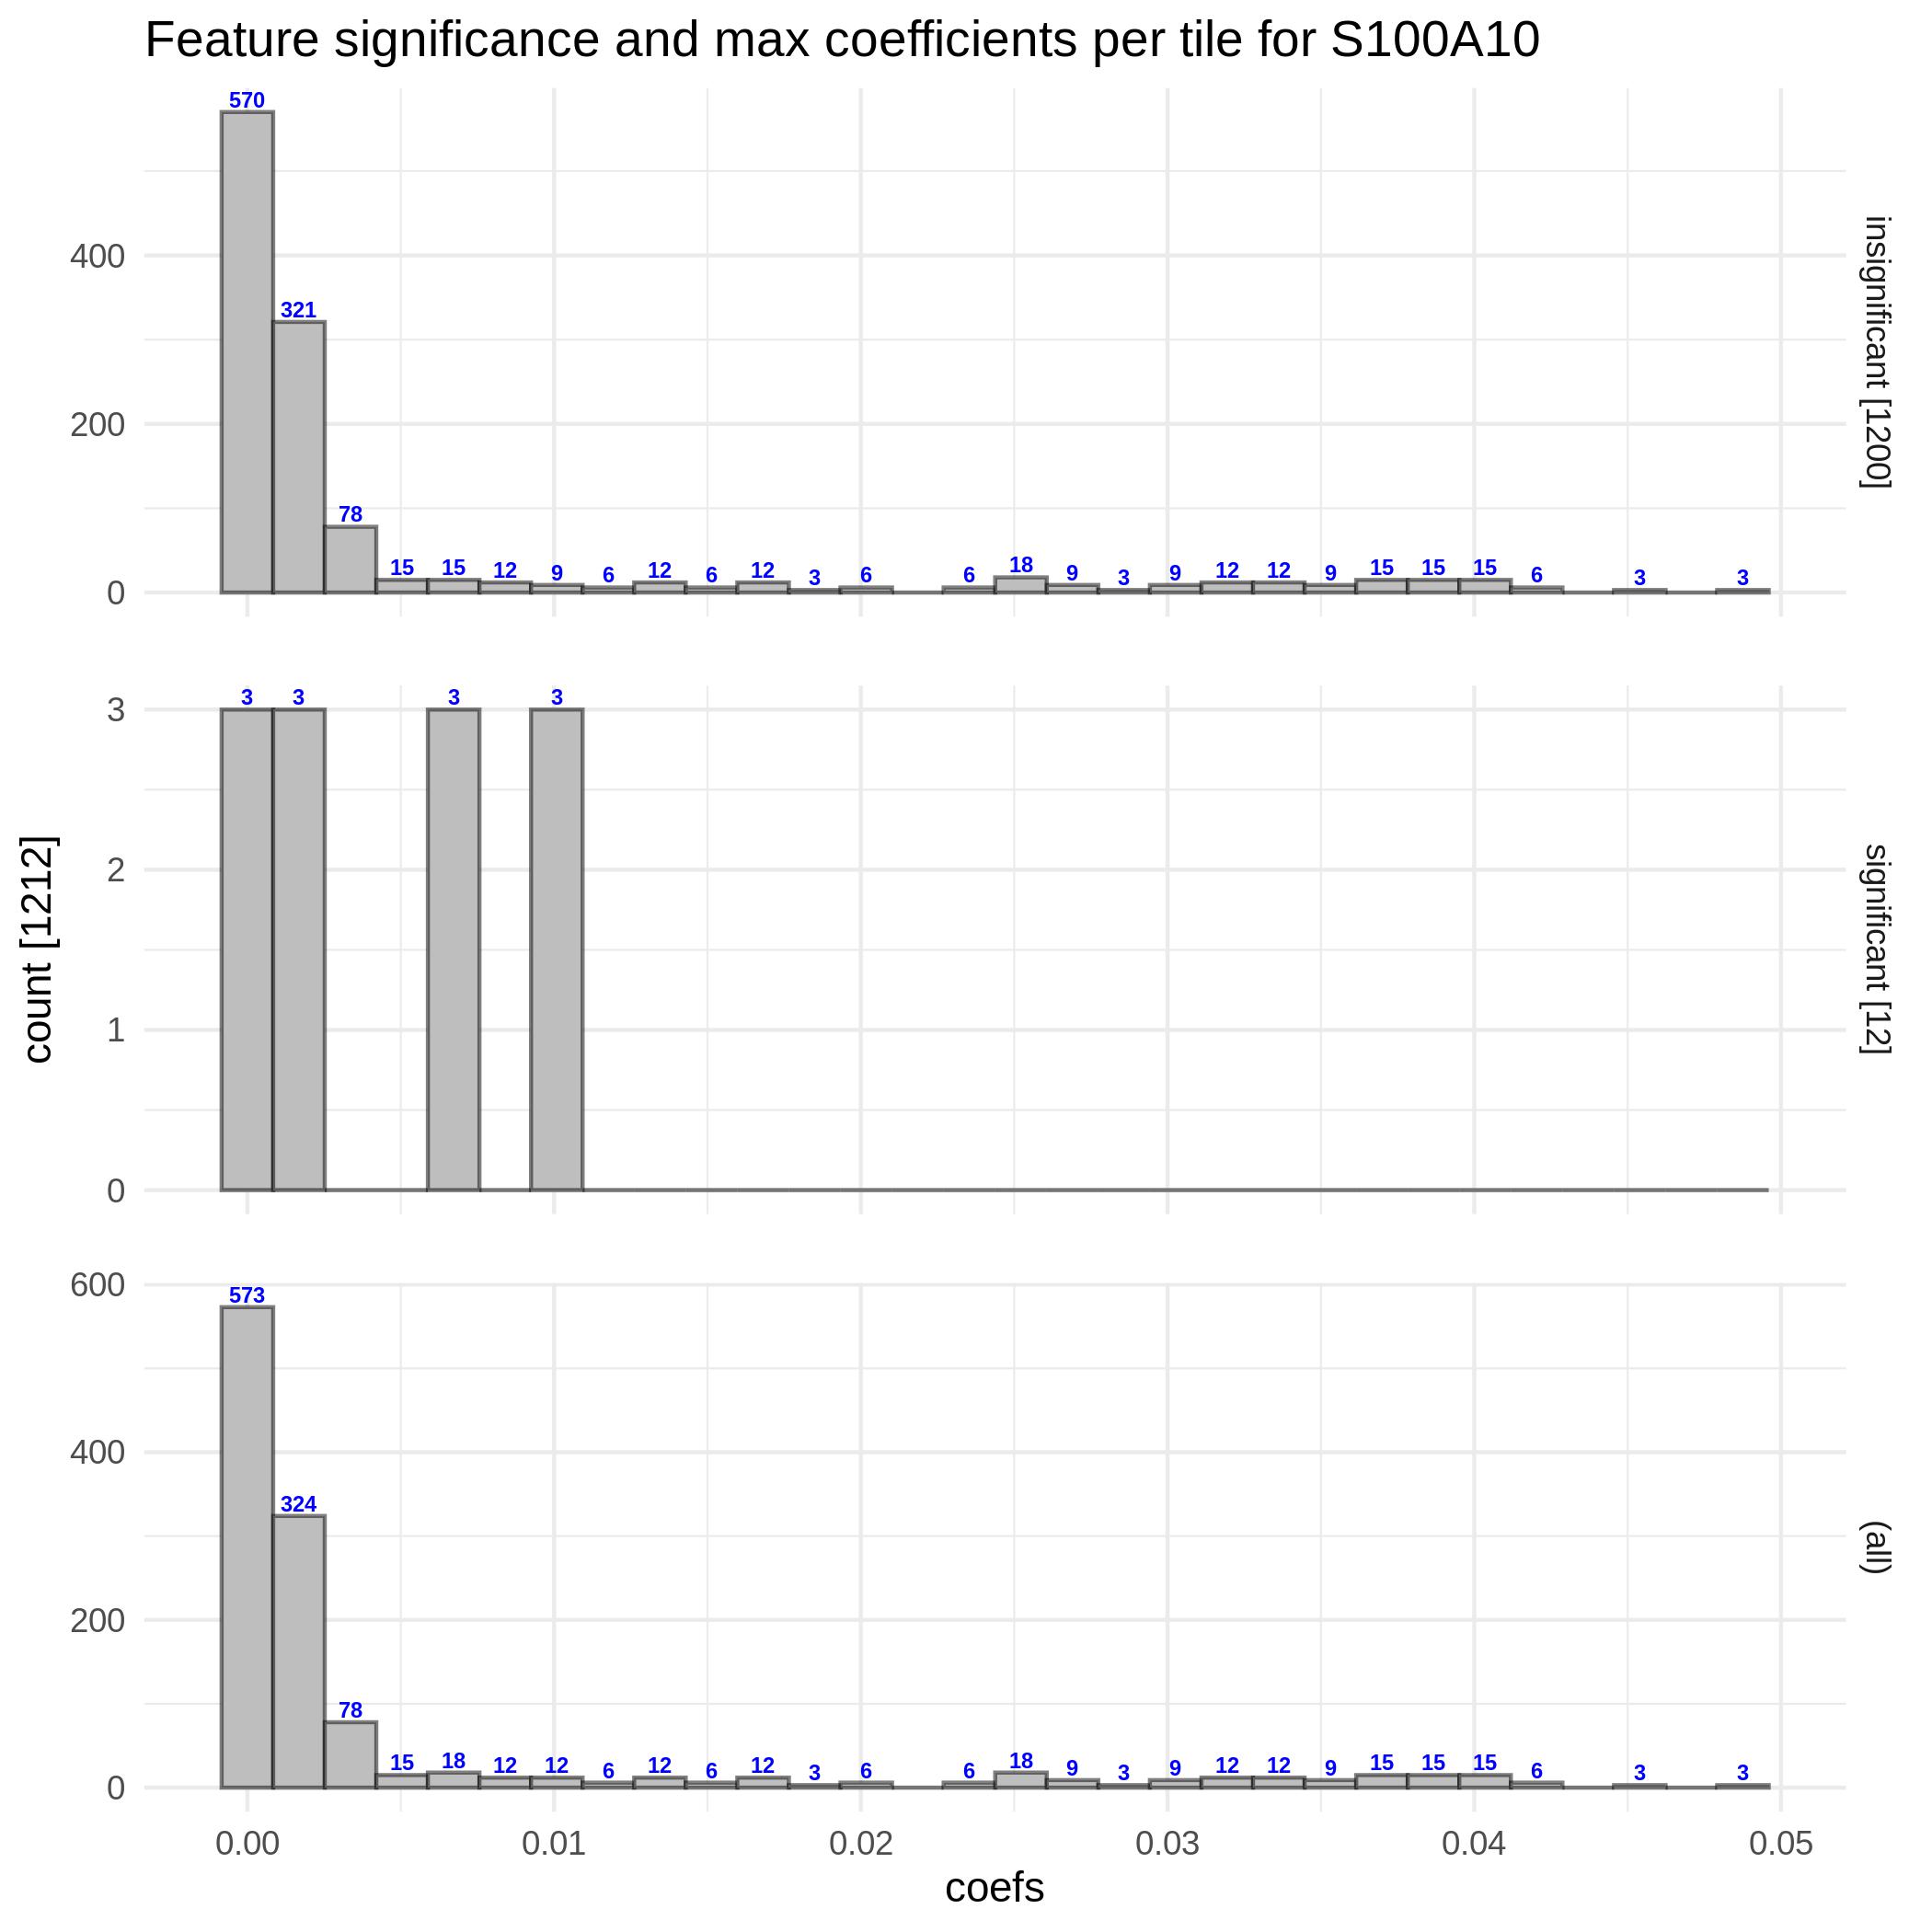 Feature significance and max coefficients per tile for S100A10
570
321
78
15 15 12 9 6 12 6 12 3 6 6 18 9 3 9 12 12 9 15 15 15 6 3 3
400
200
0
insignificant [1200]
3 3 3 3
3
2
1
0
count [1212]
significant [12]
600
573
324
78
15 18 12 12 6 12 6 12 3 6 6 18 9 3 9 12 12 9 15 15 15 6 3 3
400
200
0
(all)
0.00 0.01 0.02 0.03 0.04 0.05
coefs